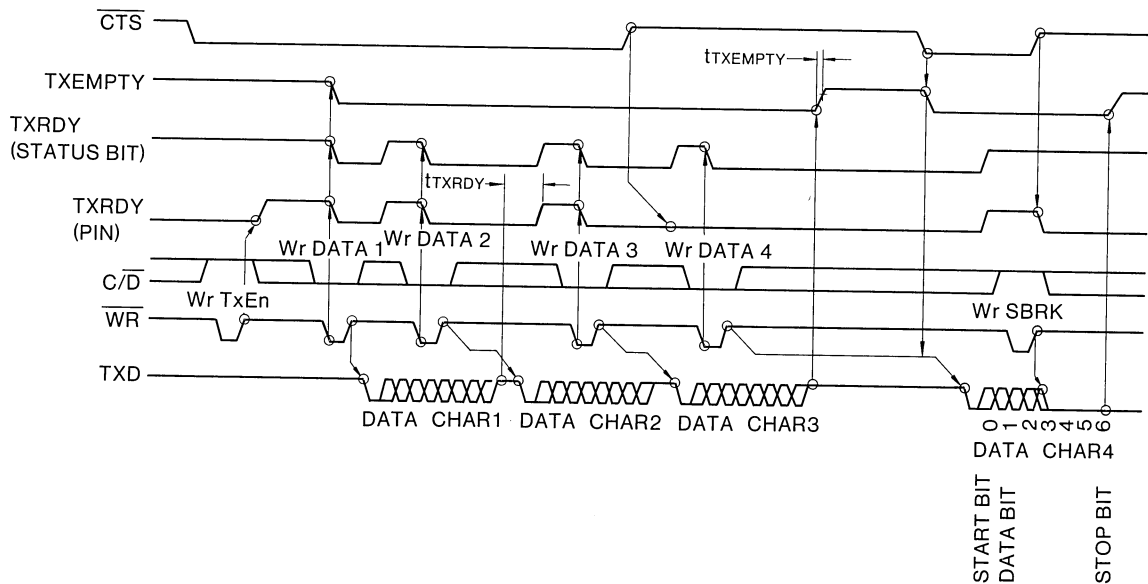 CTS
tTXEMPTY
TXEMPTY
TXRDY
(STATUS BIT)
tTXRDY
TXRDY
(PIN)
Wr DATA 1
Wr DATA 2
Wr DATA 3
Wr DATA 4
C/D
Wr TxEn
Wr SBRK
WR
TXD
DATA CHAR1
DATA CHAR2
DATA CHAR3
0 1 2 3 4 5 6
DATA CHAR4
START BIT
DATA BIT
STOP BIT